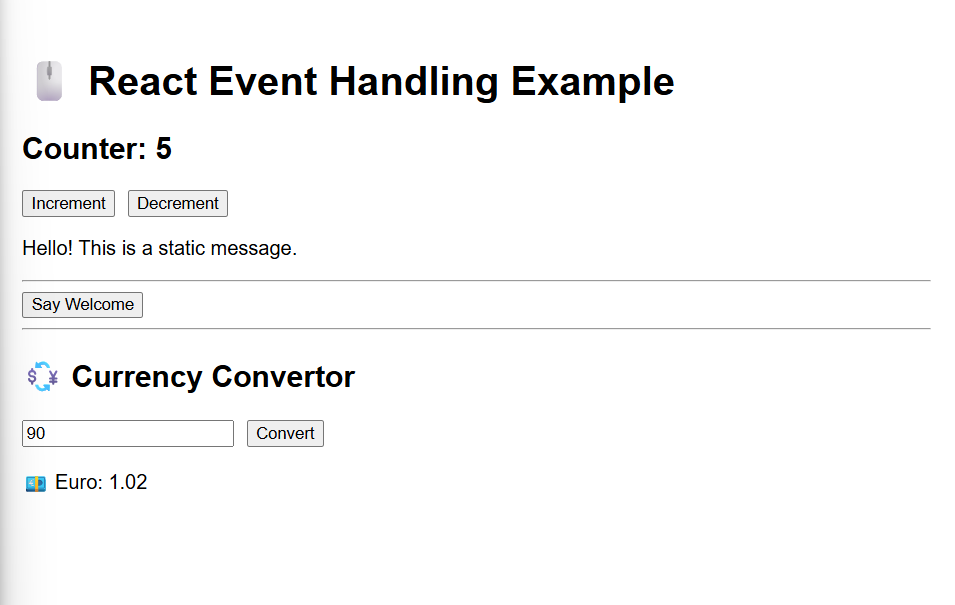 React Event Handling Example
Counter: 5
Increment Decrement
Hello! This is a static message.
Say Welcome
$ ¥ Currency Convertor
90 Convert
Euro: 1.02